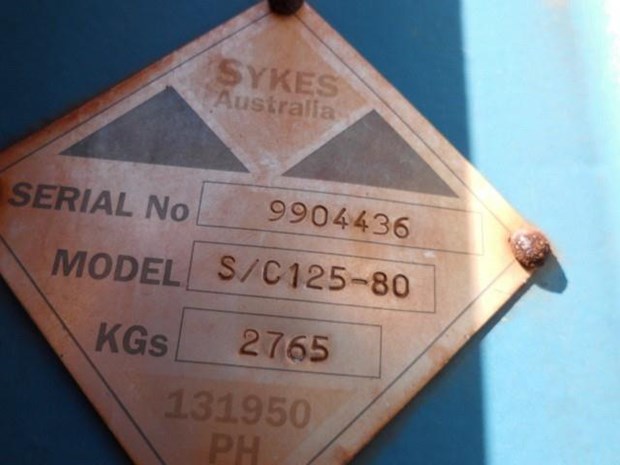 SYKES
Australia
SERIAL No 9904436
MODEL S/C125-80
KGs 2765
131950
PH